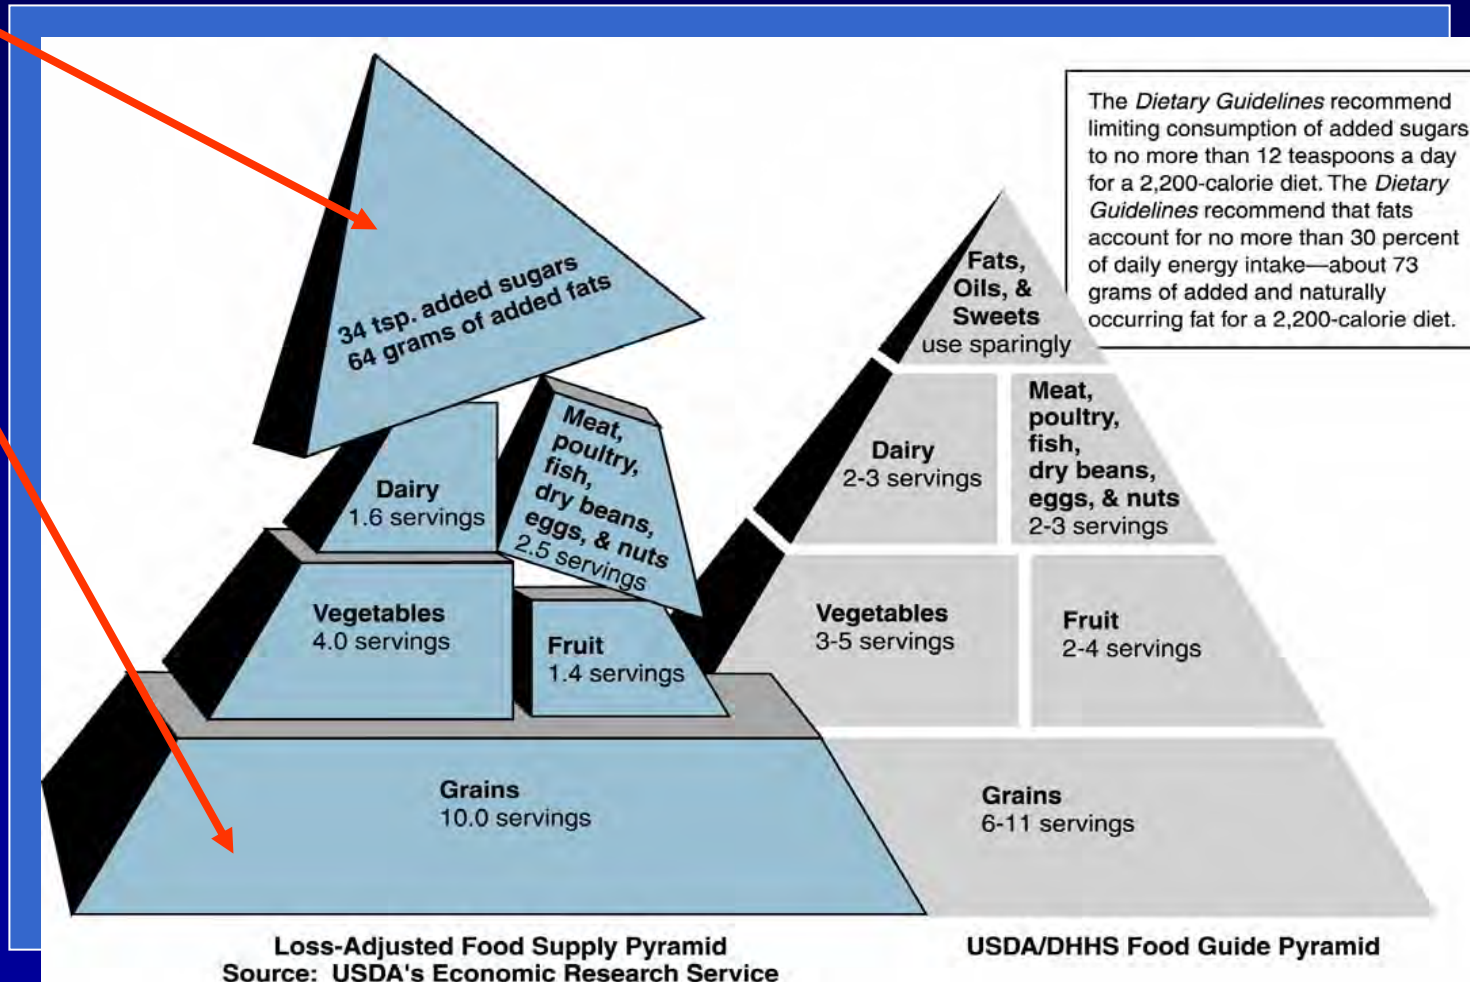 The Dietary Guidelines recommend
limiting consumption of added sugars
to no more than 12 teaspoons a day
for a 2,200-calorie diet. The Dietary
Guidelines recommend that fats
account for no more than 30 percent
of daily energy intake—about 73
grams of added and naturally
occurring fat for a 2,200-calorie diet.
34 tsp. added sugars
64 grams of added fats
Dairy
1.6 servings
Meat,
poultry,
fish,
dry beans,
eggs, & nuts
2.5 servings
Vegetables
4.0 servings
Fruit
1.4 servings
Grains
10.0 servings
Loss-Adjusted Food Supply Pyramid
Source: USDA's Economic Research Service
Fats,
Oils, &
Sweets
use sparingly
Dairy
2-3 servings
Meat,
poultry,
fish,
dry beans,
eggs, & nuts
2-3 servings
Vegetables
3-5 servings
Fruit
2-4 servings
Grains
6-11 servings
USDA/DHHS Food Guide Pyramid